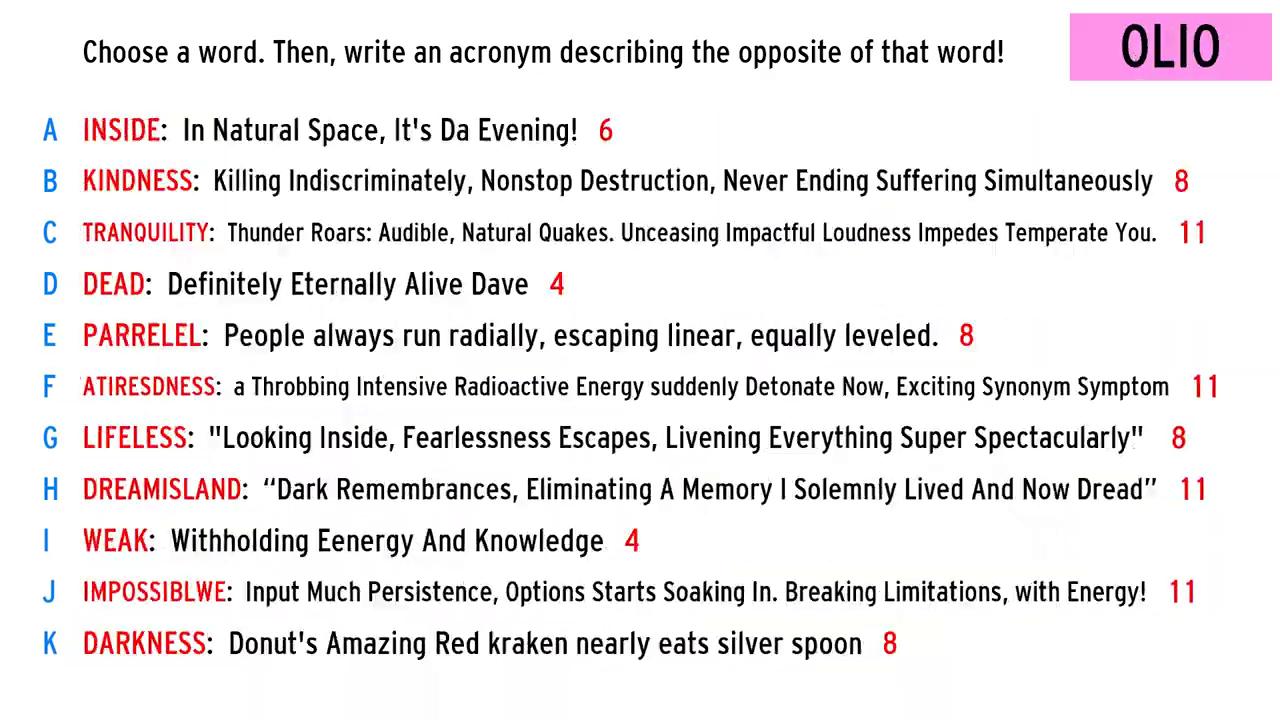 Choose a word. Then, write an acronym describing the opposite of that word!
OLIO
A INSIDE: In Natural Space, It's Da Evening! 6
B KINDNESS: Killing Indiscriminately, Nonstop Destruction, Never Ending Suffering Simultaneously 8
C TRANQUILITY: Thunder Roars: Audible, Natural Quakes. Unceasing Impactful Loudness Impedes Temperate You. 11
D DEAD: Definitely Eternally Alive Dave 4
E PARRELEL: People always run radially, escaping linear, equally leveled. 8
F ATIRESDNESS: a Throbbing Intensive Radioactive Energy suddenly Detonate Now, Exciting Synonym Symptom 11
G LIFELESS: "Looking Inside, Fearlessness Escapes, Livening Everything Super Spectacularly" 8
H DREAMISLAND: “Dark Remembrances, Eliminating A Memory I Solemnly Lived And Now Dread” 11
I WEAK: Withholding Eenergy And Knowledge 4
J IMPOSSIBLWE: Input Much Persistence, Options Starts Soaking In. Breaking Limitations, with Energy! 11
K DARKNESS: Donut's Amazing Red kraken nearly eats silver spoon 8